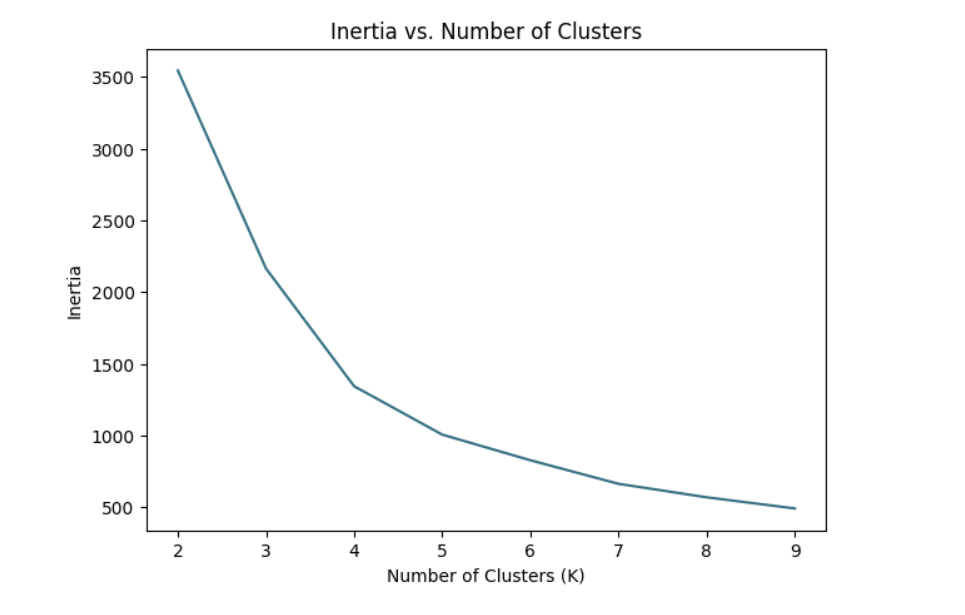 Inertia vs. Number of Clusters
3500
3000
2500
2000
1500
1000
500
Inertia
2 3 4 5 6 7 8 9
Number of Clusters (K)